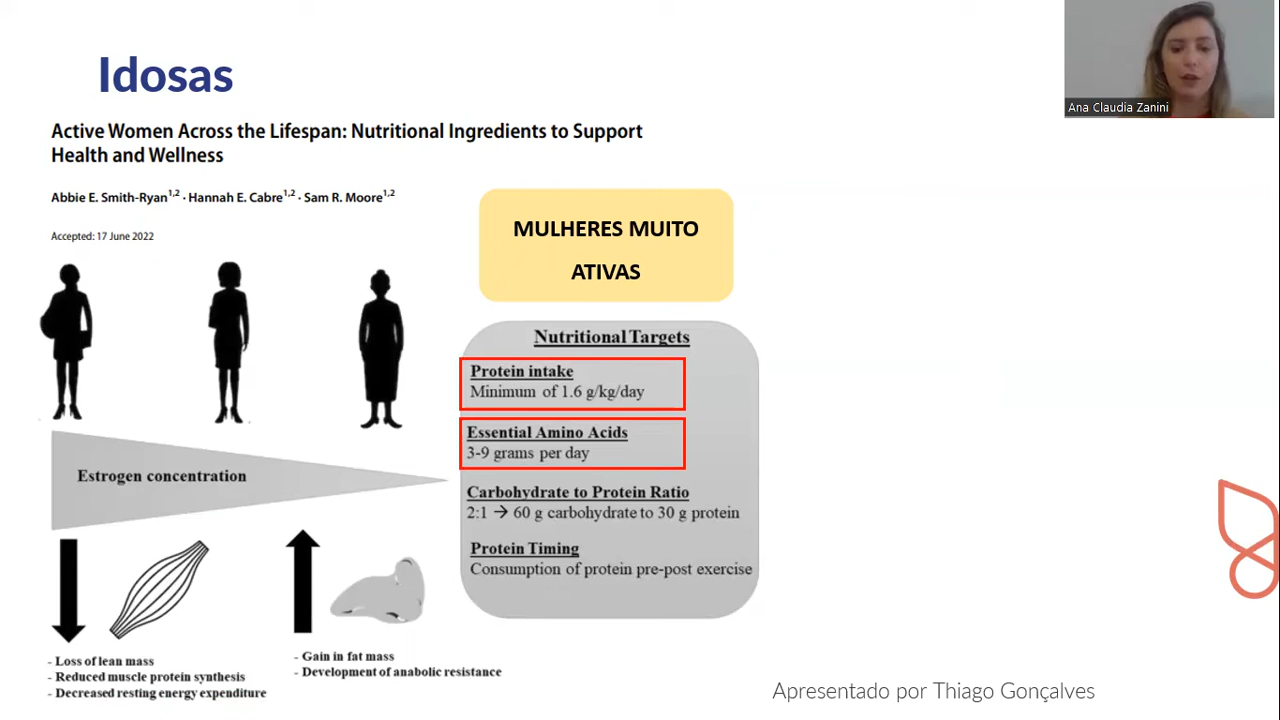 Idosas
Ana Claudía Zanini
Active Women Across the Lifespan: Nutritional Ingredients to Support
Health and Wellness
Abbie E. Smith-Ryan1,2 · Hannah E. Cabre1,2 · Sam R. Moore1,2
Accepted: 17 June 2022
MULHERES MUITO
ATIVAS
Nutritional Targets
Protein intake
Minimum of 1.6 g/kg/day
Essential Amino Acids
3-9 grams per day
Carbohydrate to Protein Ratio
2:1 → 60 g carbohydrate to 30 g protein
Protein Timing
Consumption of protein pre-post exercise
Estrogen concentration
- Loss of lean mass
- Reduced muscle protein synthesis
- Decreased resting energy expenditure
- Gain in fat mass
- Development of anabolic resistance
Apresentado por Thiago Gonçalves